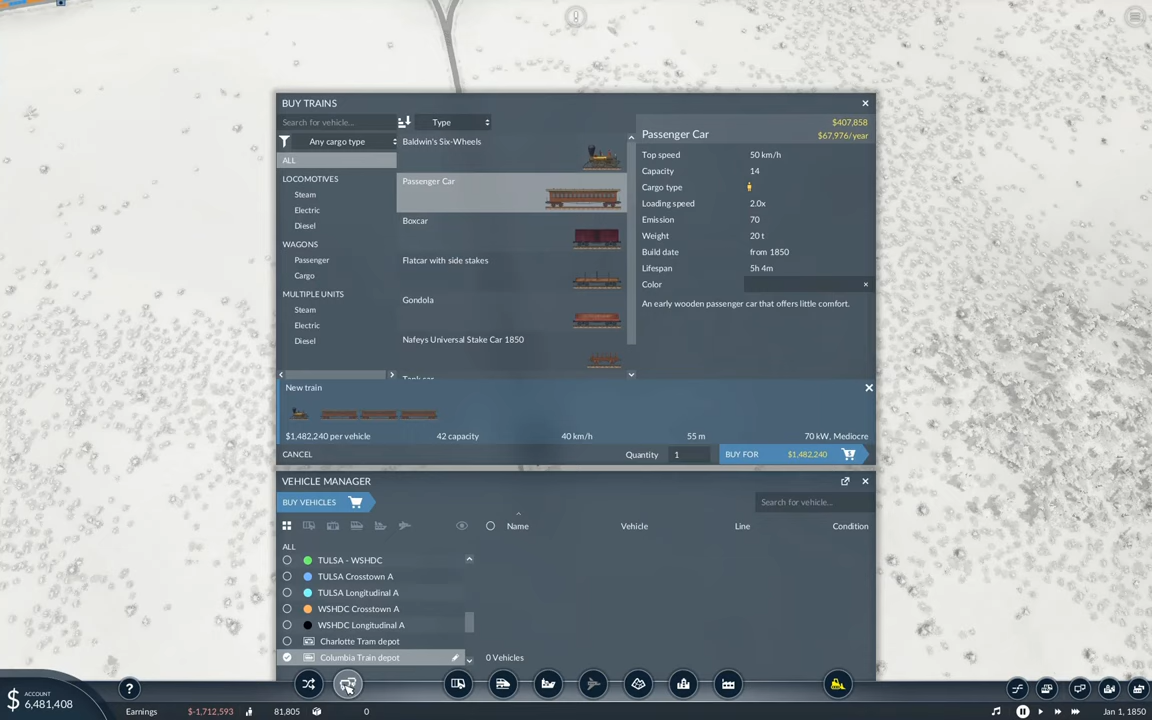 BUY TRAINS
Search for vehicle...
Type
Any cargo type
ALL
LOCOMOTIVES
Steam
Electric
Diesel
WAGONS
Passenger
Cargo
MULTIPLE UNITS
Steam
Electric
Diesel
Baldwin's Six-Wheels
Passenger Car
Boxcar
Flatcar with side stakes
Gondola
Nafeys Universal Stake Car 1850
Tank car
$407,858
Passenger Car $67,976/year
Top speed 50 km/h
Capacity 14
Cargo type
Loading speed 2.0x
Emission 70
Weight 20 t
Build date from 1850
Lifespan 5h 4m
Color
An early wooden passenger car that offers little comfort.
New train
$1,482,240 per vehicle 42 capacity 40 km/h 55 m 70 kW, Mediocre
CANCEL Quantity 1 BUY FOR $1,482,240
VEHICLE MANAGER
BUY VEHICLES Search for vehicle...
Name Vehicle Line Condition
ALL
TULSA - WSHDC
TULSA Crosstown A
TULSA Longitudinal A
WSHDC Crosstown A
WSHDC Longitudinal A
Charlotte Tram depot
Columbia Train depot 0 Vehicles
$ ACCOUNT
6,481,408
?
Earnings $-1,712,593 81,805 0 Jan 1, 1850